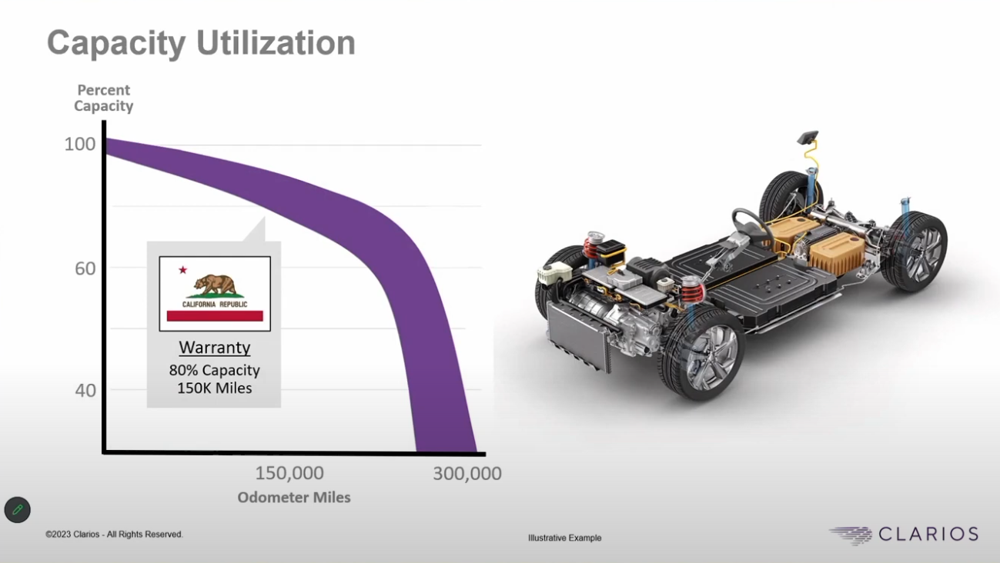 Capacity Utilization
Percent
Capacity
100
60
40
CALIFORNIA REPUBLIC
Warranty
80% Capacity
150K Miles
150,000
300,000
Odometer Miles
©2023 Clarios - All Rights Reserved.
Illustrative Example
CLARIOS